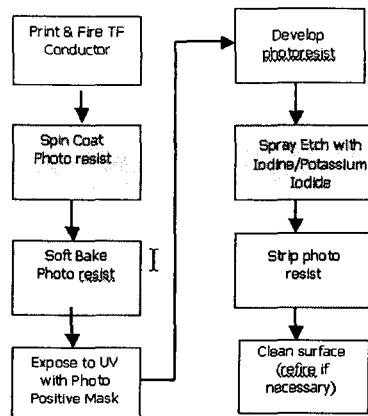 Print & Fire TF
Conductor
Spin Coat
Photo resist
Soft Bake
Photo resist
Expose to UV
with Photo
Positive Mask
Develop
photoresist
Spray Etch with
Iodine/Potassium
Iodide
Strip photo
resist
Clean surface
(refire if
necessary)